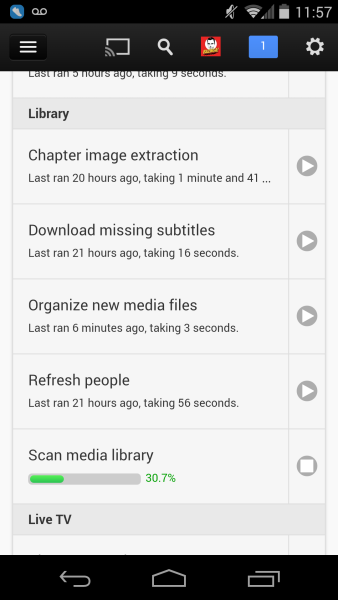 11:57
1
Last ran 5 hours ago, taking 9 seconds.
Library
Chapter image extraction
Last ran 20 hours ago, taking 1 minute and 41 ...
Download missing subtitles
Last ran 21 hours ago, taking 16 seconds.
Organize new media files
Last ran 6 minutes ago, taking 3 seconds.
Refresh people
Last ran 21 hours ago, taking 56 seconds.
Scan media library
30.7%
Live TV